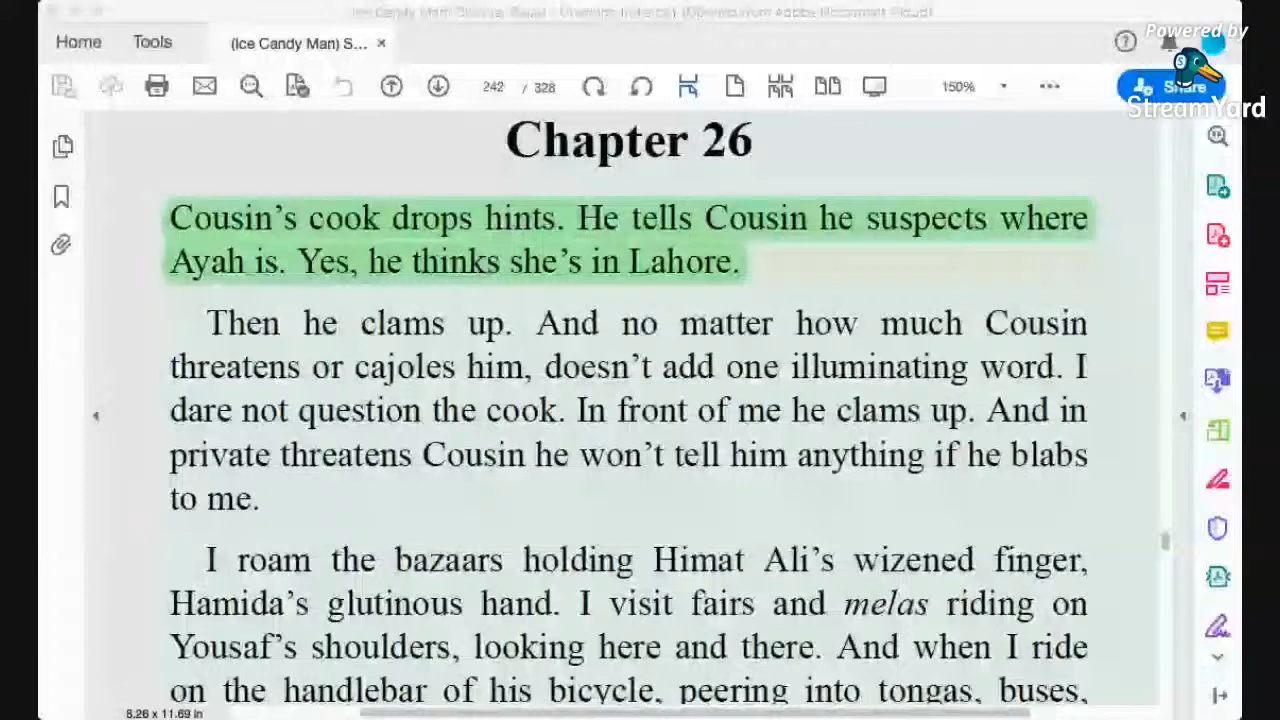 Powered by
StreamYard
Home Tools (Ice Candy Man) S... ×
242 / 328 150% Share
Chapter 26
Cousin’s cook drops hints. He tells Cousin he suspects where
Ayah is. Yes, he thinks she’s in Lahore.
Then he clams up. And no matter how much Cousin
threatens or cajoles him, doesn’t add one illuminating word. I
dare not question the cook. In front of me he clams up. And in
private threatens Cousin he won’t tell him anything if he blabs
to me.
I roam the bazaars holding Himat Ali’s wizened finger,
Hamida’s glutinous hand. I visit fairs and melas riding on
Yousaf’s shoulders, looking here and there. And when I ride
on the handlebar of his bicycle, peering into tongas, buses,
8.26 x 11.69 in